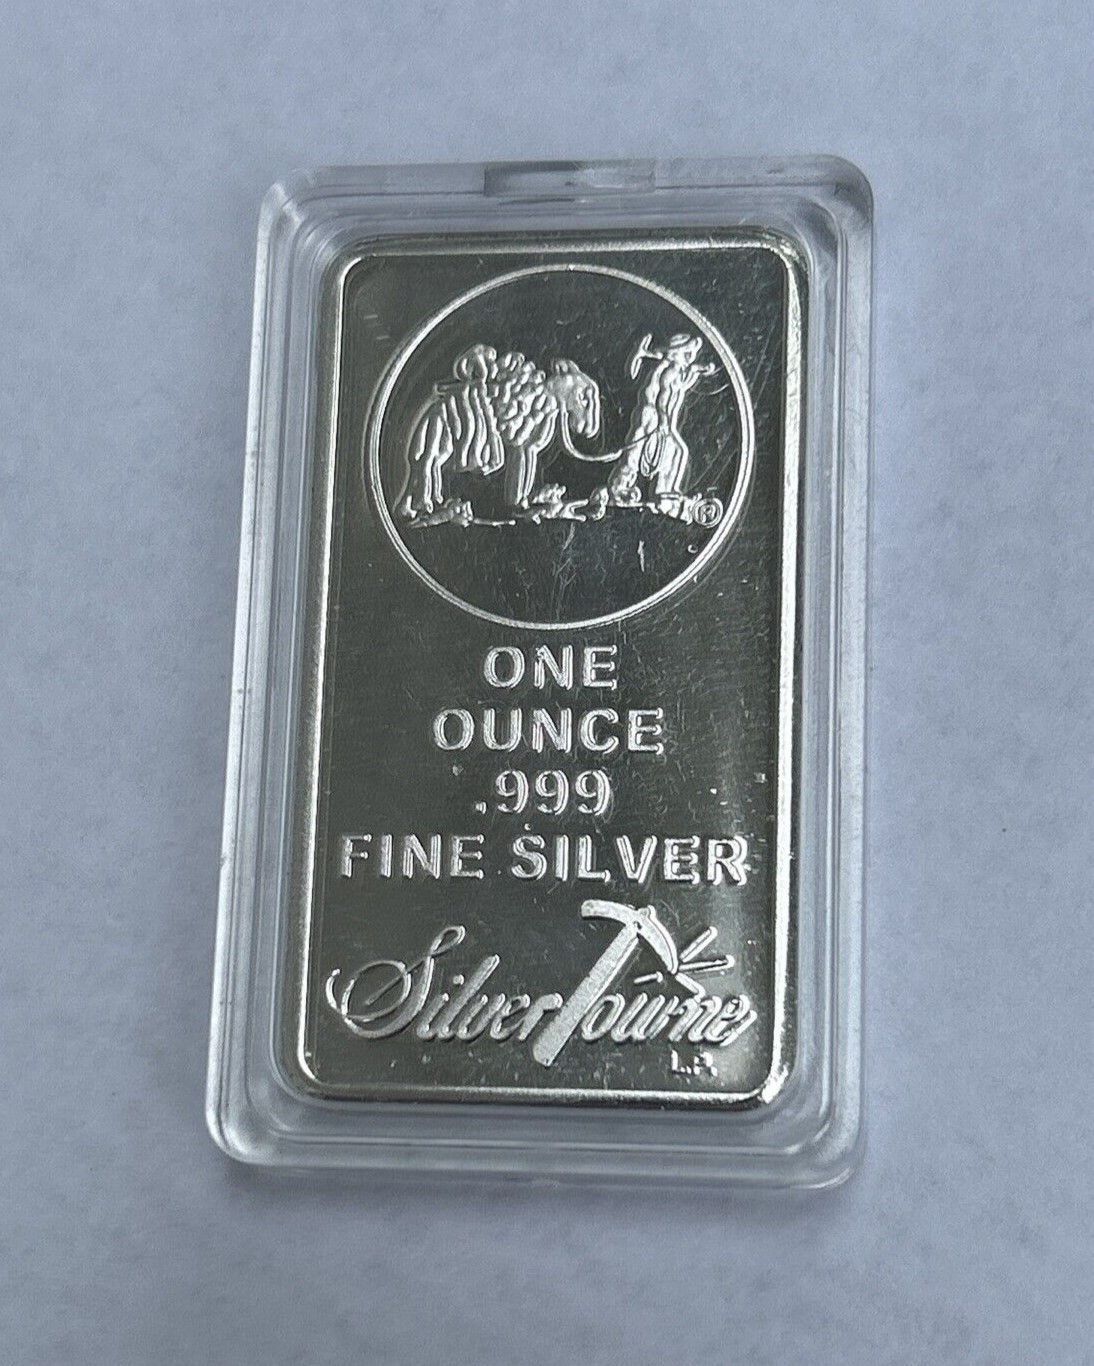 ®
ONE
OUNCE
.999
FINE SILVER
SilverTowne
L.P.